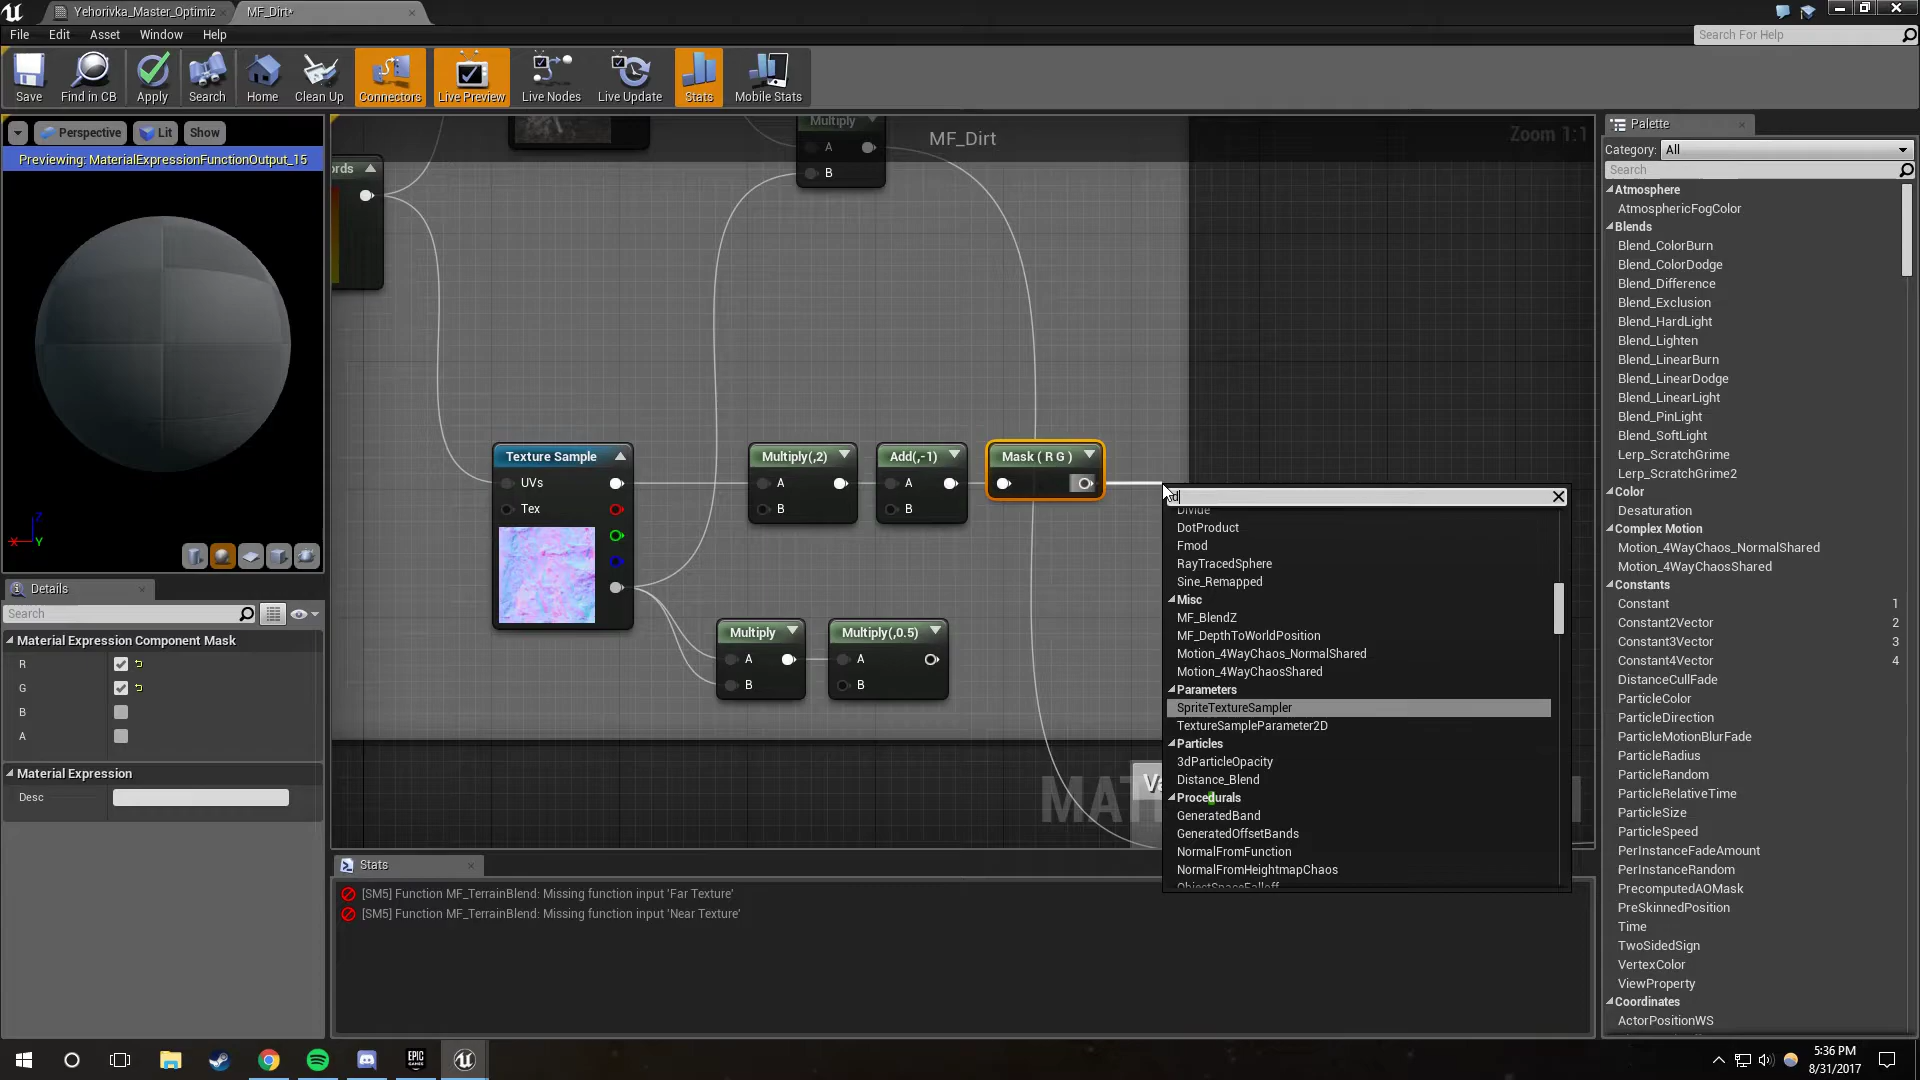 Yehorivka_Master_Optimiz
MF_Dirt*
File
Edit
Asset
Window
Help
Search For Help
Save
Find in CB
Apply
Search
Home
Clean Up
Connectors
Live Preview
Live Nodes
Live Update
Stats
Mobile Stats
Perspective
Lit
Show
Previewing: MaterialExpressionFunctionOutput_15
X
Z
Y
Details
Search
Material Expression Component Mask
R
G
B
A
Material Expression
Desc
MF_Dirt
Zoom 1:1
ords
Multiply
A
B
Texture Sample
UVs
Tex
Multiply(,2)
A
B
Add(,-1)
A
B
Mask ( R G )
Multiply
A
B
Multiply(,0.5)
A
B
MAT
d
Divide
DotProduct
Fmod
RayTracedSphere
Sine_Remapped
Misc
MF_BlendZ
MF_DepthToWorldPosition
Motion_4WayChaos_NormalShared
Motion_4WayChaosShared
Parameters
SpriteTextureSampler
TextureSampleParameter2D
Particles
3dParticleOpacity
Distance_Blend
Procedurals
GeneratedBand
GeneratedOffsetBands
NormalFromFunction
NormalFromHeightmapChaos
ObjectSpaceFalloff
Stats
[SM5] Function MF_TerrainBlend: Missing function input 'Far Texture'
[SM5] Function MF_TerrainBlend: Missing function input 'Near Texture'
Palette
Category: All
Search
Atmosphere
AtmosphericFogColor
Blends
Blend_ColorBurn
Blend_ColorDodge
Blend_Difference
Blend_Exclusion
Blend_HardLight
Blend_Lighten
Blend_LinearBurn
Blend_LinearDodge
Blend_LinearLight
Blend_PinLight
Blend_SoftLight
Lerp_ScratchGrime
Lerp_ScratchGrime2
Color
Desaturation
Complex Motion
Motion_4WayChaos_NormalShared
Motion_4WayChaosShared
Constants
Constant 1
Constant2Vector 2
Constant3Vector 3
Constant4Vector 4
DistanceCullFade
ParticleColor
ParticleDirection
ParticleMotionBlurFade
ParticleRadius
ParticleRandom
ParticleRelativeTime
ParticleSize
ParticleSpeed
PerInstanceFadeAmount
PerInstanceRandom
PrecomputedAOMask
PreSkinnedPosition
Time
TwoSidedSign
VertexColor
ViewProperty
Coordinates
ActorPositionWS
EPIC
GAMES
5:36 PM
8/31/2017